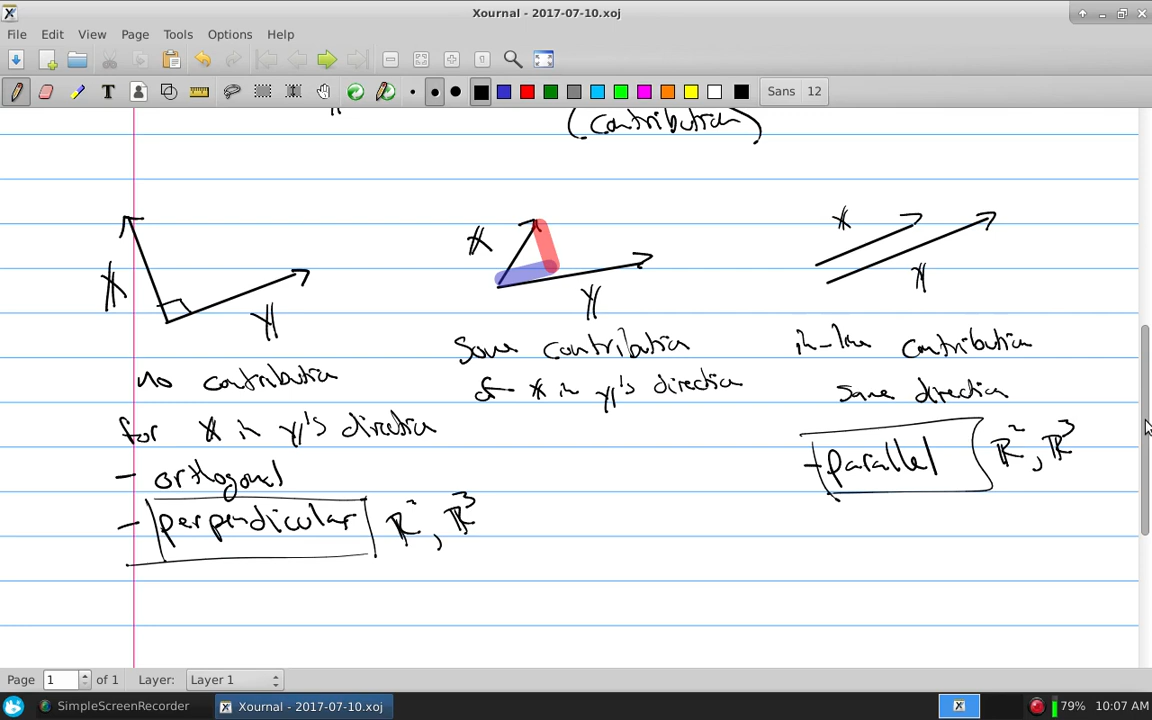 Xournal - 2017-07-10.xoj
File Edit View Page Tools Options Help
T
Sans 12
(contribution)
x
y
x
y
x
y
no contribution
for x in y's direction
- orthogonal
- perpendicular ℝ², ℝ³
Some contribution
of x in y's direction
in-line contribution
same direction
- parallel ℝ², ℝ³
Page 1 of 1 Layer: Layer 1
SimpleScreenRecorder
Xournal - 2017-07-10.xoj
79% 10:07 AM